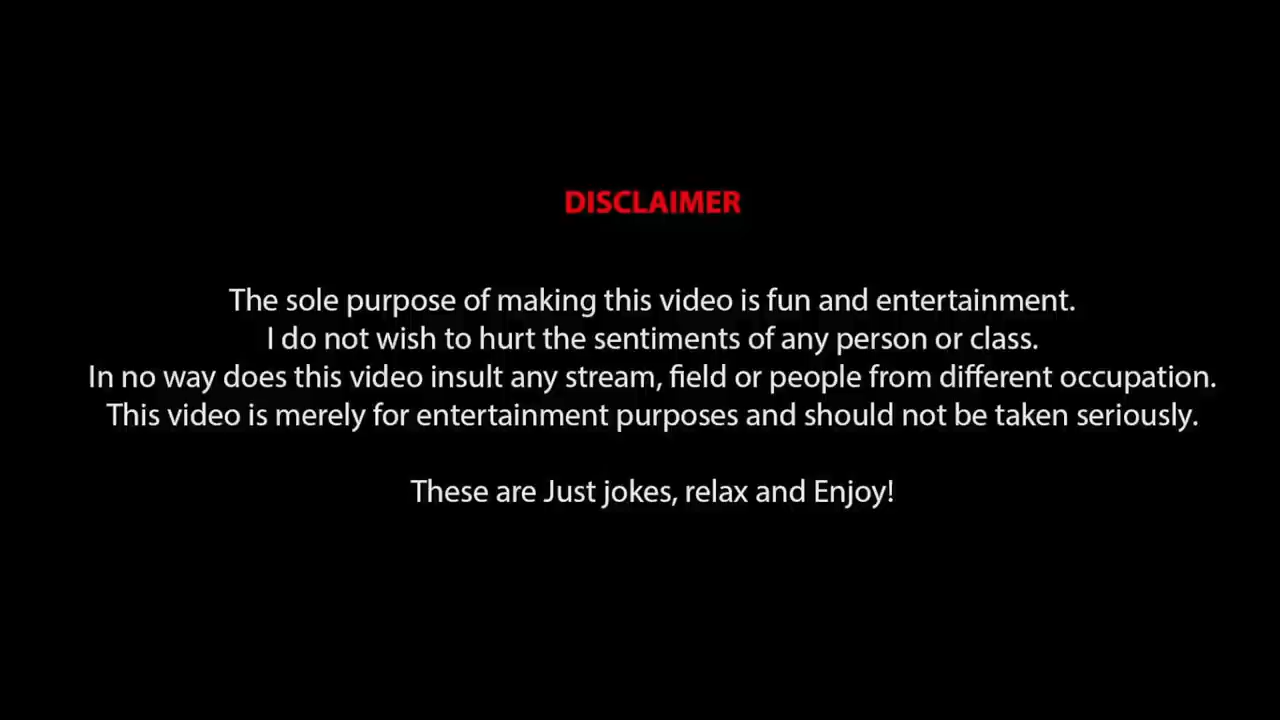 DISCLAIMER
The sole purpose of making this video is fun and entertainment.
I do not wish to hurt the sentiments of any person or class.
In no way does this video insult any stream, field or people from different occupation.
This video is merely for entertainment purposes and should not be taken seriously.
These are Just jokes, relax and Enjoy!